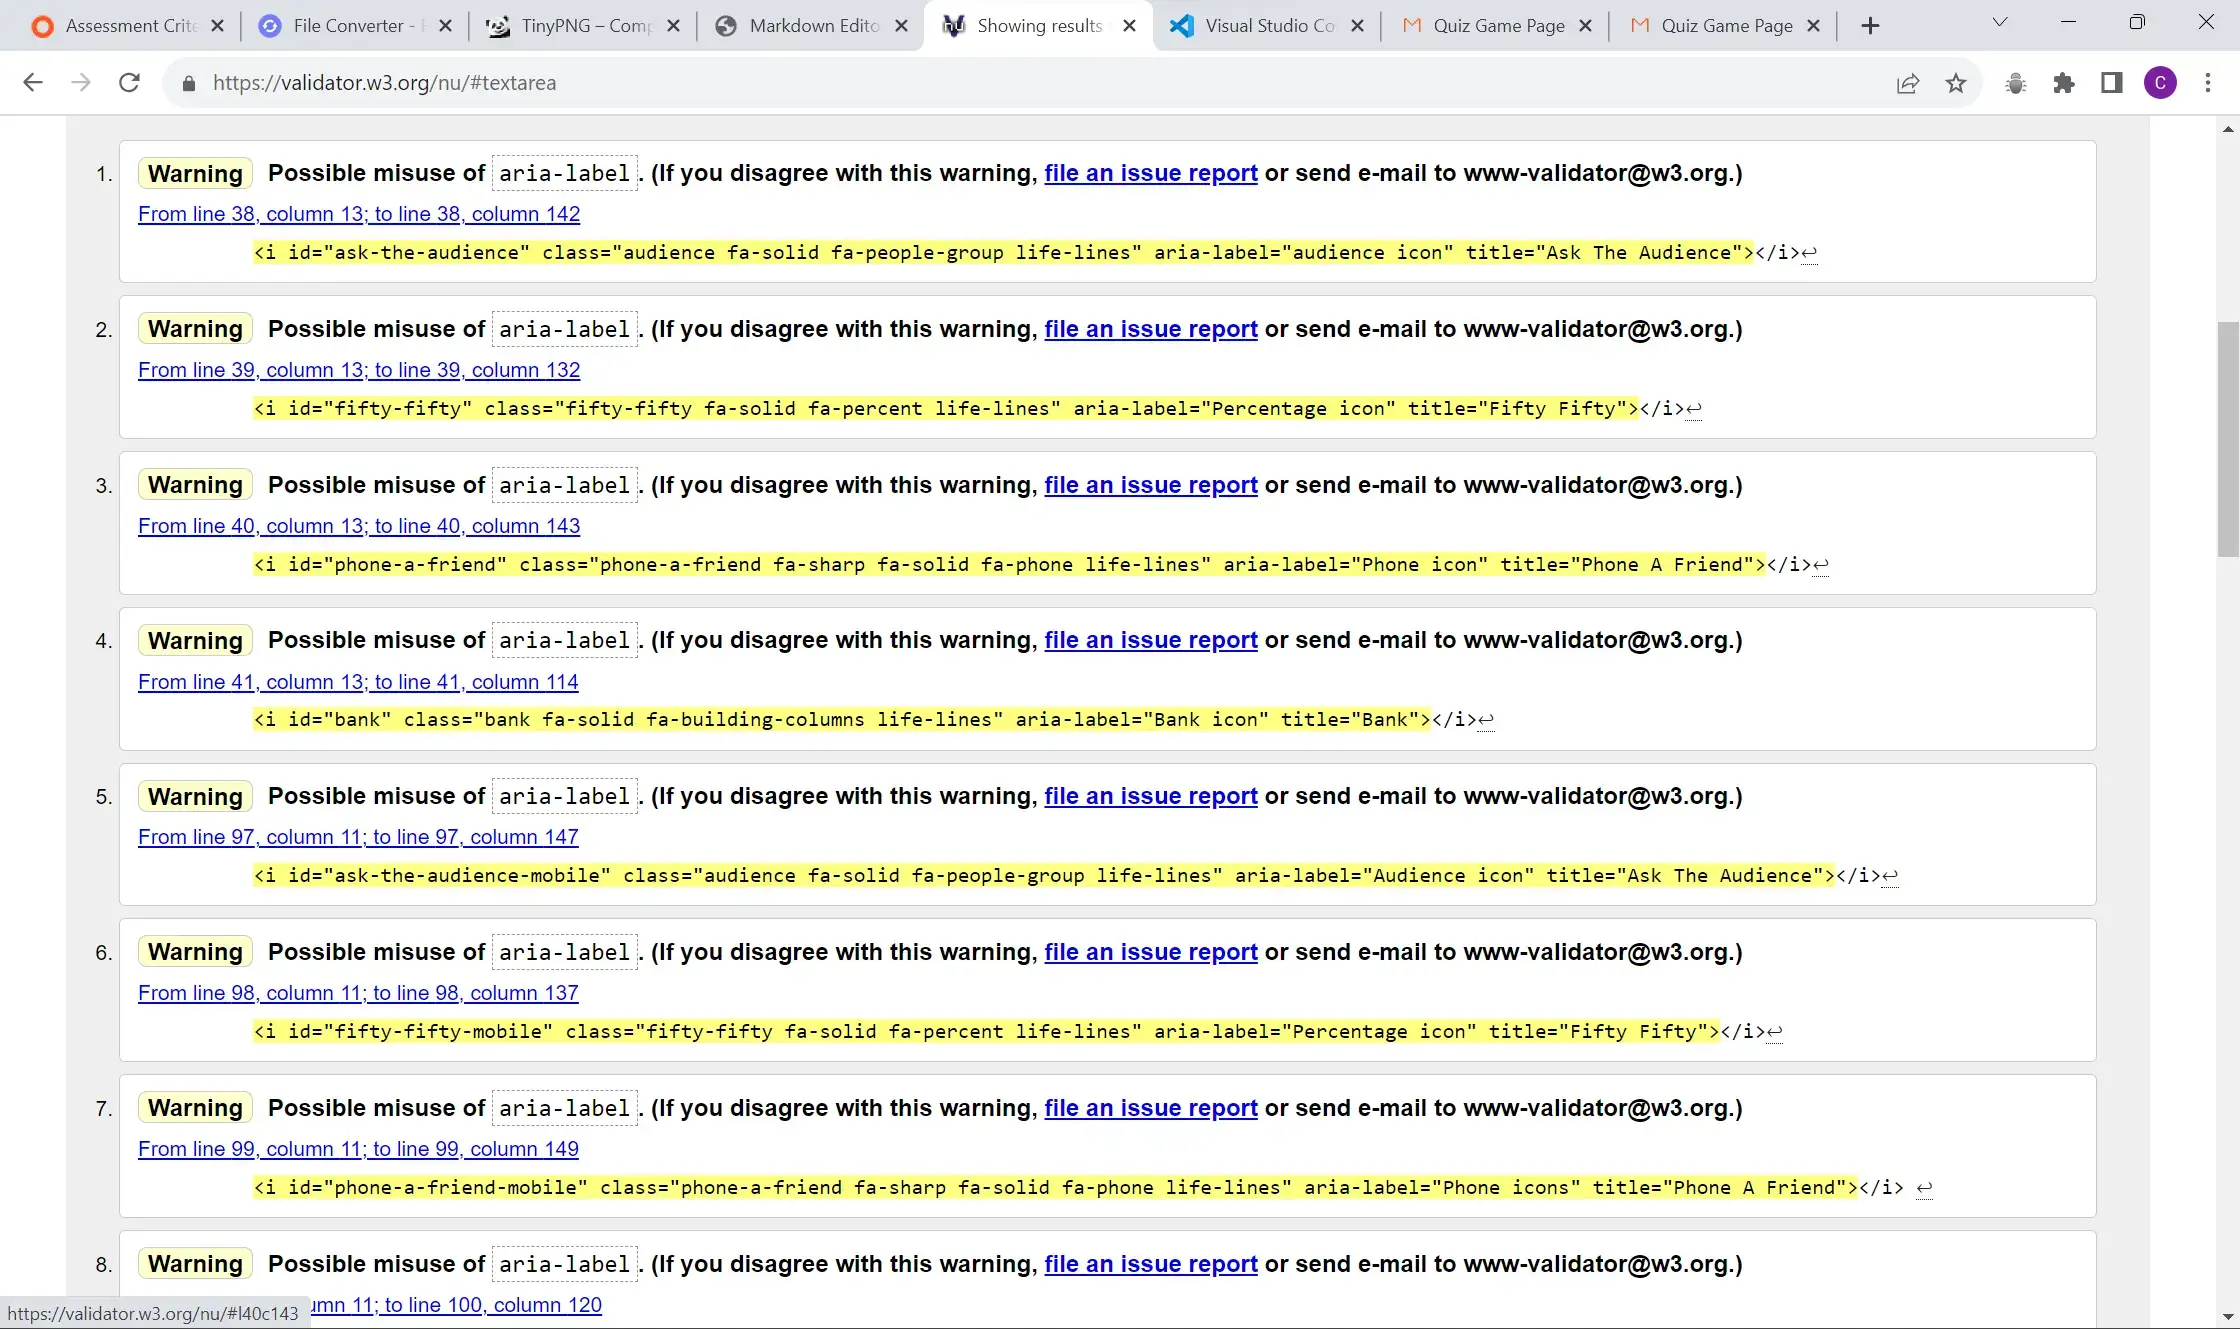 Assessment Crite File Converter - F TinyPNG – Comp Markdown Edito Showing results Visual Studio Co Quiz Game Page Quiz Game Page
https://validator.w3.org/nu/#textarea C
1. Warning Possible misuse of aria-label. (If you disagree with this warning, file an issue report or send e-mail to www-validator@w3.org.)
From line 38, column 13; to line 38, column 142
<i id="ask-the-audience" class="audience fa-solid fa-people-group life-lines" aria-label="audience icon" title="Ask The Audience"></i>↩
2. Warning Possible misuse of aria-label. (If you disagree with this warning, file an issue report or send e-mail to www-validator@w3.org.)
From line 39, column 13; to line 39, column 132
<i id="fifty-fifty" class="fifty-fifty fa-solid fa-percent life-lines" aria-label="Percentage icon" title="Fifty Fifty"></i>↩
3. Warning Possible misuse of aria-label. (If you disagree with this warning, file an issue report or send e-mail to www-validator@w3.org.)
From line 40, column 13; to line 40, column 143
<i id="phone-a-friend" class="phone-a-friend fa-sharp fa-solid fa-phone life-lines" aria-label="Phone icon" title="Phone A Friend"></i>↩
4. Warning Possible misuse of aria-label. (If you disagree with this warning, file an issue report or send e-mail to www-validator@w3.org.)
From line 41, column 13; to line 41, column 114
<i id="bank" class="bank fa-solid fa-building-columns life-lines" aria-label="Bank icon" title="Bank"></i>↩
5. Warning Possible misuse of aria-label. (If you disagree with this warning, file an issue report or send e-mail to www-validator@w3.org.)
From line 97, column 11; to line 97, column 147
<i id="ask-the-audience-mobile" class="audience fa-solid fa-people-group life-lines" aria-label="Audience icon" title="Ask The Audience"></i>↩
6. Warning Possible misuse of aria-label. (If you disagree with this warning, file an issue report or send e-mail to www-validator@w3.org.)
From line 98, column 11; to line 98, column 137
<i id="fifty-fifty-mobile" class="fifty-fifty fa-solid fa-percent life-lines" aria-label="Percentage icon" title="Fifty Fifty"></i>↩
7. Warning Possible misuse of aria-label. (If you disagree with this warning, file an issue report or send e-mail to www-validator@w3.org.)
From line 99, column 11; to line 99, column 149
<i id="phone-a-friend-mobile" class="phone-a-friend fa-sharp fa-solid fa-phone life-lines" aria-label="Phone icons" title="Phone A Friend"></i> ↩
8. Warning Possible misuse of aria-label. (If you disagree with this warning, file an issue report or send e-mail to www-validator@w3.org.)
umn 11; to line 100, column 120
https://validator.w3.org/nu/#l40c143